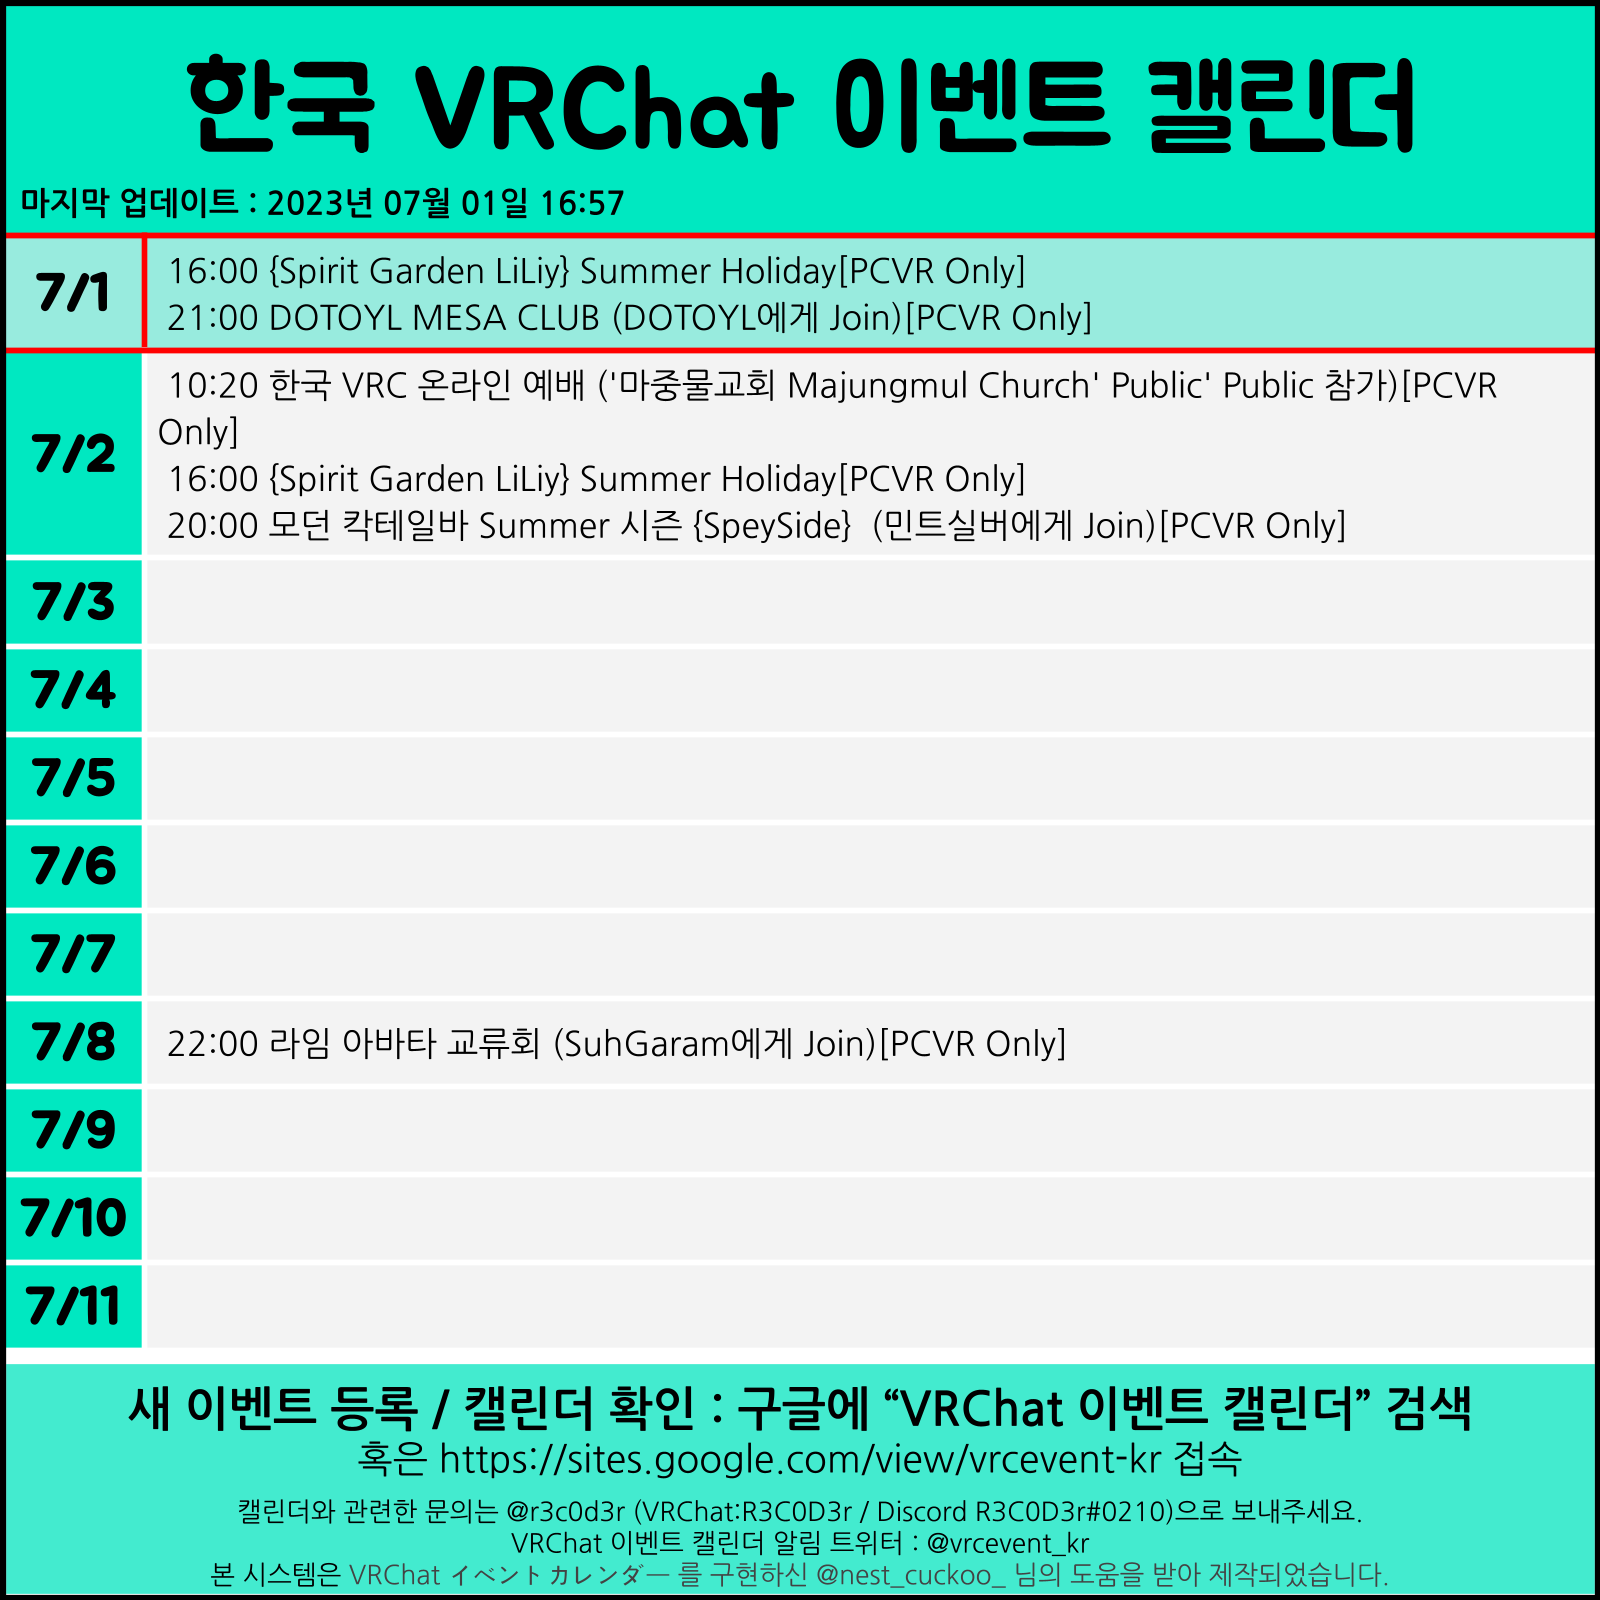 한국 VRChat 이벤트 캘린더
마지막 업데이트 : 2023년 07월 01일 16:57
7/1
16:00 {Spirit Garden LiLiy} Summer Holiday[PCVR Only]
21:00 DOTOYL MESA CLUB (DOTOYL에게 Join)[PCVR Only]
7/2
10:20 한국 VRC 온라인 예배 ('마중물교회 Majungmul Church' Public' Public 참가)[PCVR
Only]
16:00 {Spirit Garden LiLiy} Summer Holiday[PCVR Only]
20:00 모던 칵테일바 Summer 시즌 {SpeySide}  (민트실버에게 Join)[PCVR Only]
7/3
7/4
7/5
7/6
7/7
7/8
22:00 라임 아바타 교류회 (SuhGaram에게 Join)[PCVR Only]
7/9
7/10
7/11
새 이벤트 등록 / 캘린더 확인 : 구글에 “VRChat 이벤트 캘린더” 검색
혹은 https://sites.google.com/view/vrcevent-kr 접속
캘린더와 관련한 문의는 @r3c0d3r (VRChat:R3C0D3r / Discord R3C0D3r#0210)으로 보내주세요.
VRChat 이벤트 캘린더 알림 트위터 : @vrcevent_kr
본 시스템은 VRChat イベントカレンダー 를 구현하신 @nest_cuckoo_ 님의 도움을 받아 제작되었습니다.